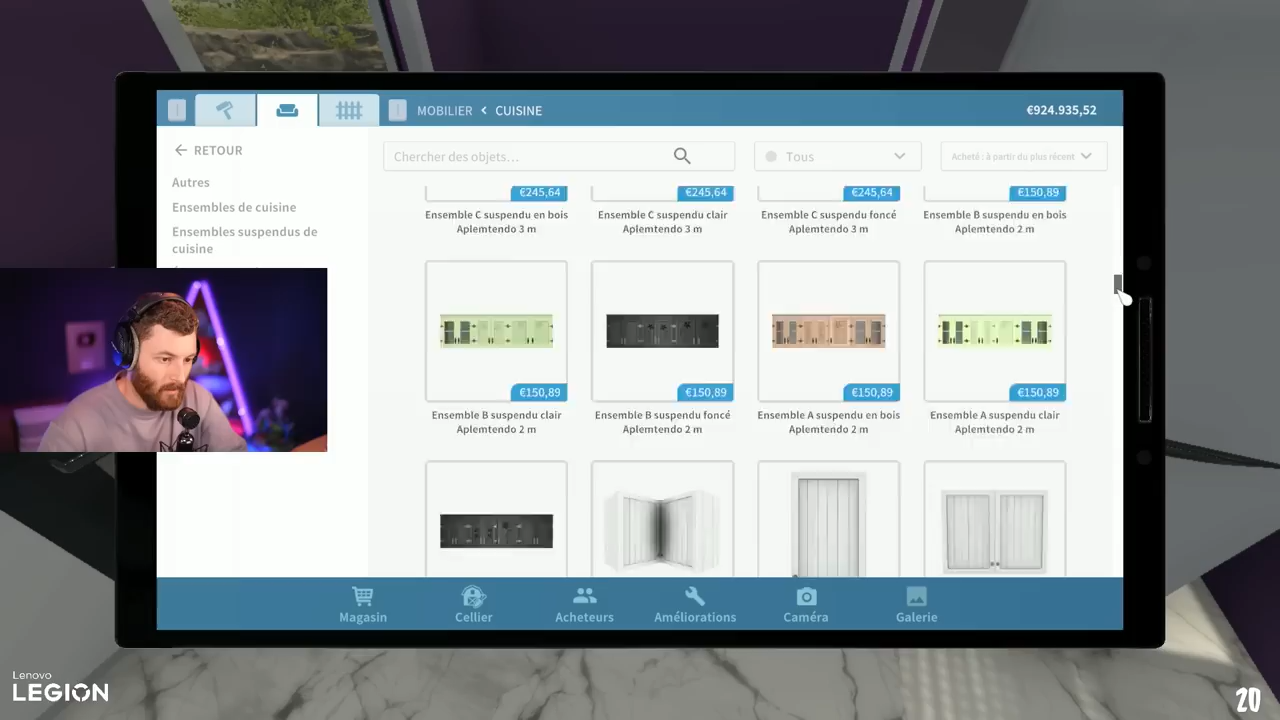 MOBILIER < CUISINE
€924.935,52
← RETOUR
Chercher des objets...
Tous
Acheté : à partir du plus récent
Autres
Ensembles de cuisine
Ensembles suspendus de
cuisine
€245,64
€245,64
€245,64
€150,89
Ensemble C suspendu en bois
Aplemtendo 3 m
Ensemble C suspendu clair
Aplemtendo 3 m
Ensemble C suspendu foncé
Aplemtendo 3 m
Ensemble B suspendu en bois
Aplemtendo 2 m
€150,89
€150,89
€150,89
€150,89
Ensemble B suspendu clair
Aplemtendo 2 m
Ensemble B suspendu foncé
Aplemtendo 2 m
Ensemble A suspendu en bois
Aplemtendo 2 m
Ensemble A suspendu clair
Aplemtendo 2 m
Magasin
Cellier
Acheteurs
Améliorations
Caméra
Galerie
Lenovo
LEGION
20